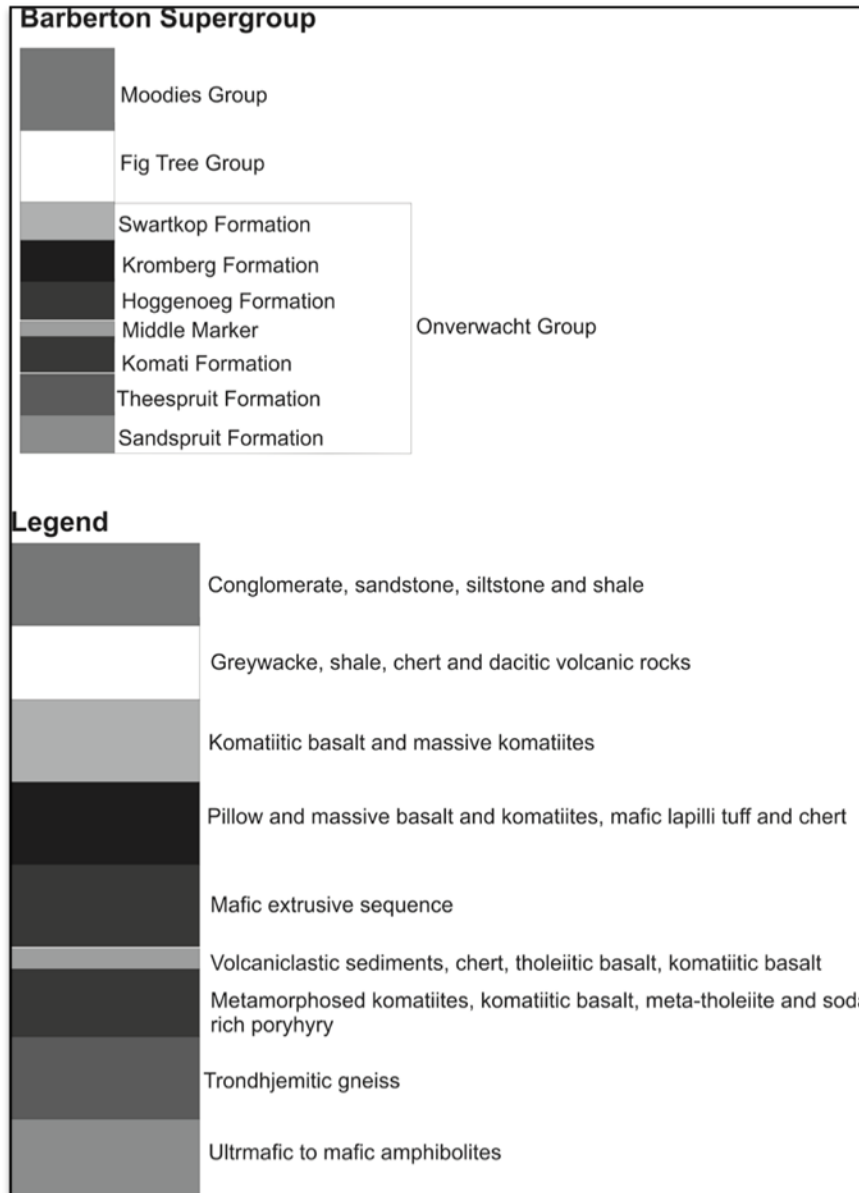 Barberton Supergroup
Moodies Group
Fig Tree Group
Swartkop Formation
Kromberg Formation
Hoggenoeg Formation
Middle Marker
Komati Formation
Theespruit Formation
Sandspruit Formation
Onverwacht Group
Legend
Conglomerate, sandstone, siltstone and shale
Greywacke, shale, chert and dacitic volcanic rocks
Komatiitic basalt and massive komatiites
Pillow and massive basalt and komatiites, mafic lapilli tuff and chert
Mafic extrusive sequence
Volcaniclastic sediments, chert, tholeiitic basalt, komatiitic basalt
Metamorphosed komatiites, komatiitic basalt, meta-tholeiite and soda
rich poryhyry
Trondhjemitic gneiss
Ultrmafic to mafic amphibolites